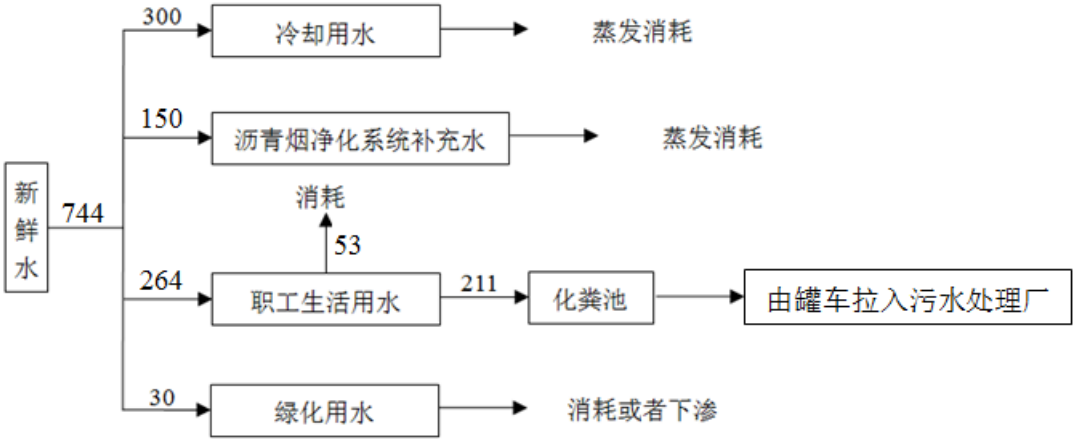 300
冷却用水
蒸发消耗
150
沥青烟净化系统补充水
蒸发消耗
新鲜水
744
消耗
53
264
职工生活用水
211
化粪池
由罐车拉入污水处理厂
30
绿化用水
消耗或者下渗